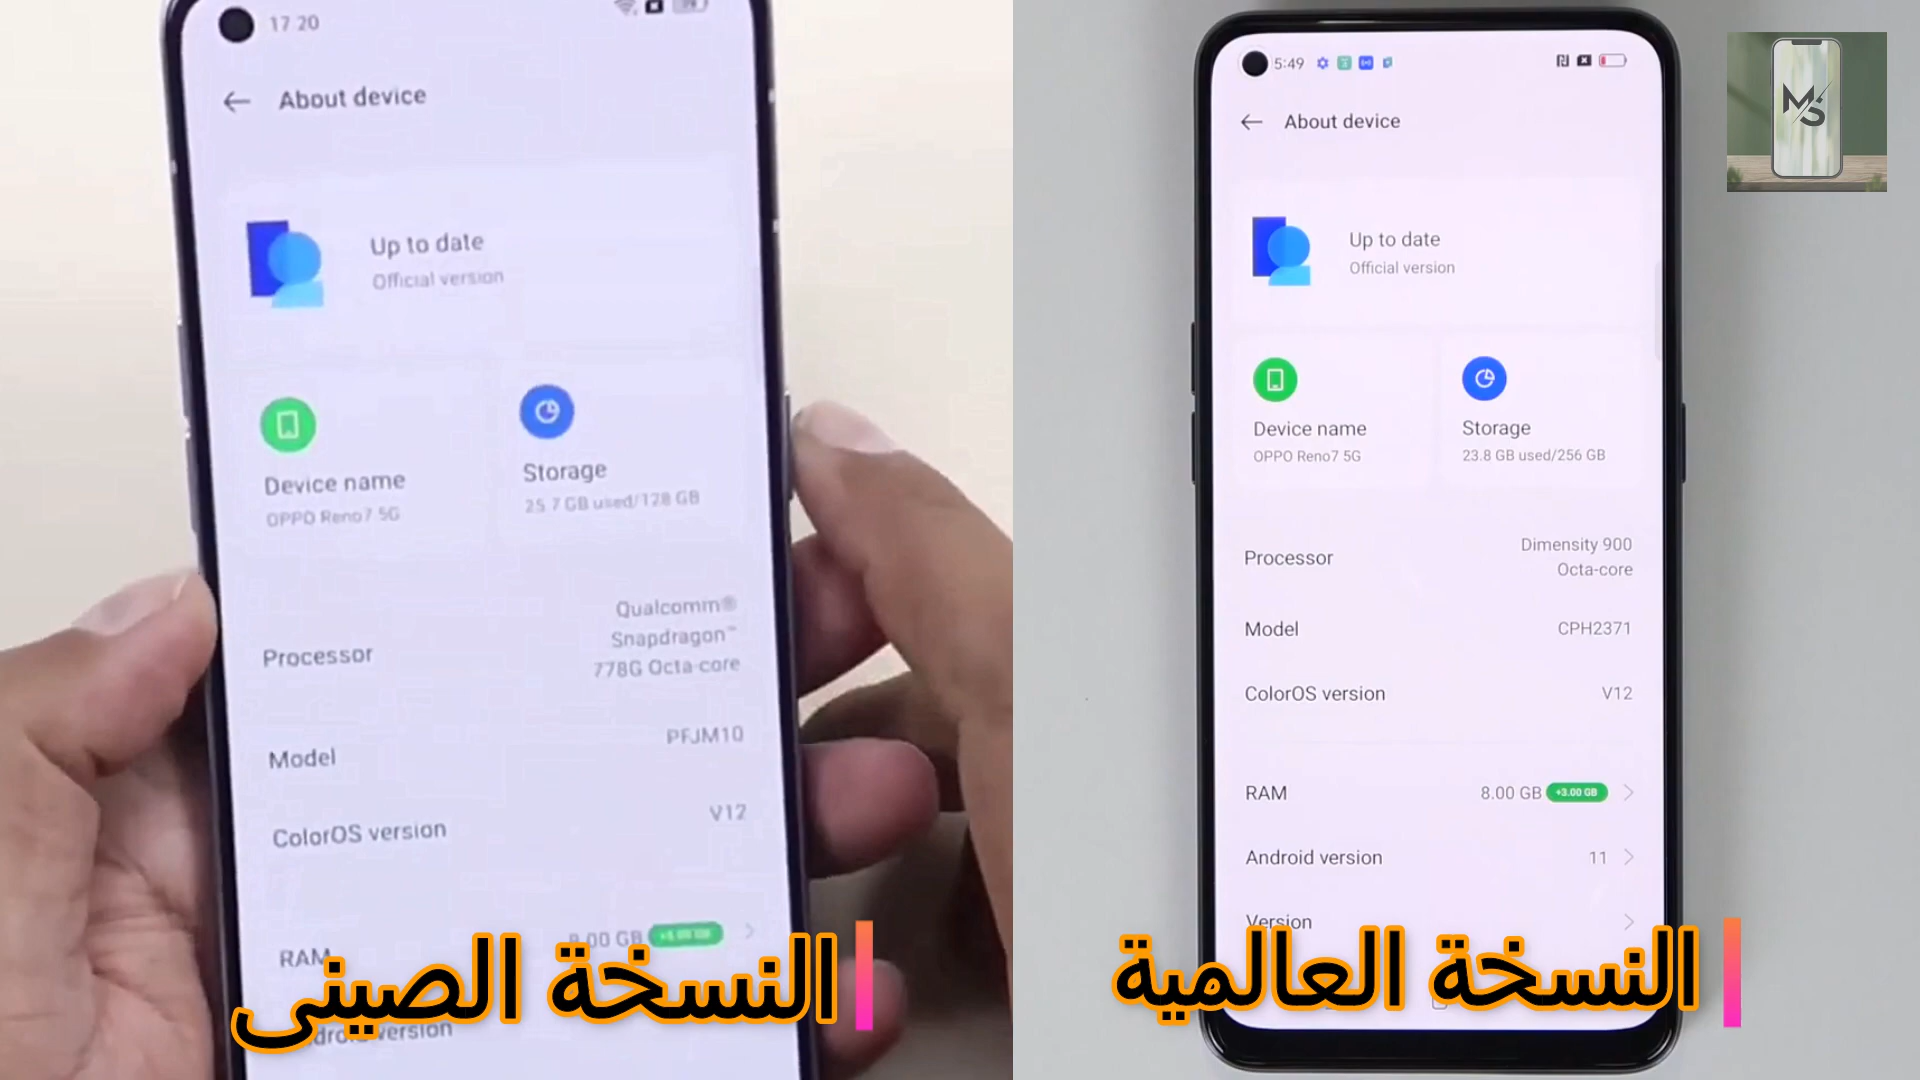 17 20
About device
Up to date
Official version
Device name
OPPO Reno7 5G
Storage
25.7 GB used/128 GB
Processor
Qualcomm®
Snapdragon™
778G Octa-core
Model
PFJM10
ColorOS version
V12
RAM
8.00 GB
version
النسخة الصينى
5:49
About device
Up to date
Official version
Device name
OPPO Reno7 5G
Storage
23.8 GB used/256 GB
Processor
Dimensity 900
Octa-core
Model
CPH2371
ColorOS version
V12
RAM
8.00 GB +3.00 GB
Android version
11
Version
النسخة العالمية
MS